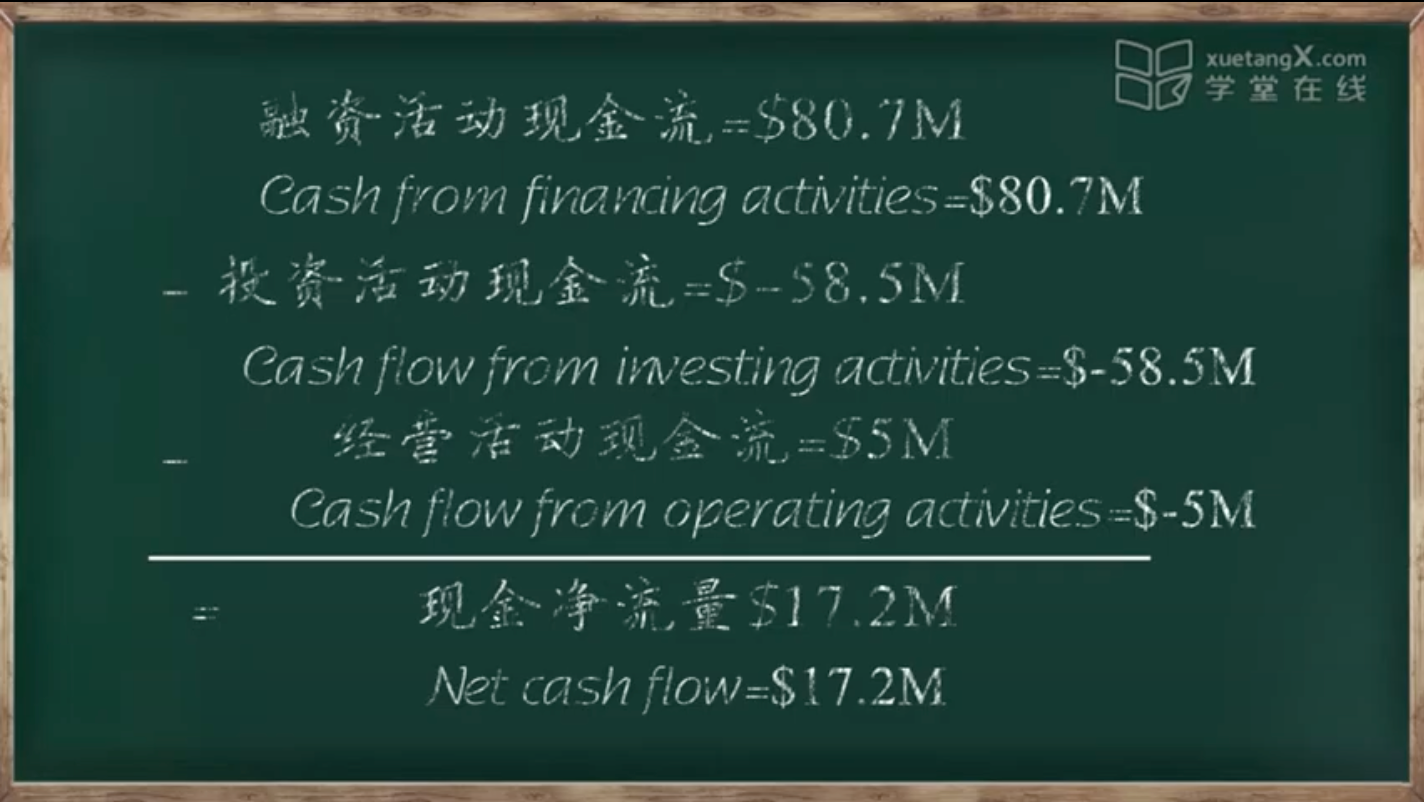 xuetangX.com
学堂在线
融资活动现金流=$80.7M
Cash from financing activities=$80.7M
- 投资活动现金流=$-58.5M
Cash flow from investing activities=$-58.5M
- 经营活动现金流=$5M
Cash flow from operating activities=$-5M
= 现金净流量$17.2M
Net cash flow=$17.2M